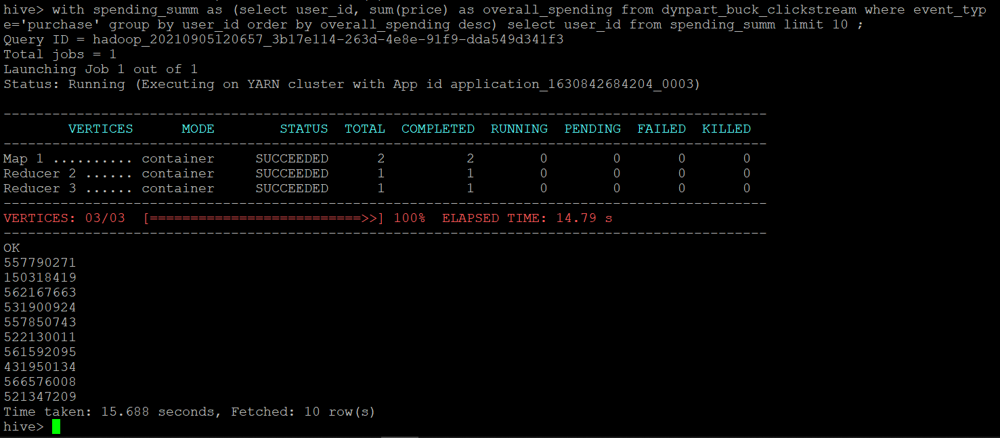 hive> with spending_summ as (select user_id, sum(price) as overall_spending from dynpart_buck_clickstream where event_typ
e='purchase' group by user_id order by overall_spending desc) select user_id from spending_summ limit 10 ;
Query ID = hadoop_20210905120657_3b17e114-263d-4e8e-91f9-dda549d341f3
Total jobs = 1
Launching Job 1 out of 1
Status: Running (Executing on YARN cluster with App id application_1630842684204_0003)
----------------------------------------------------------------------------------------------
        VERTICES      MODE        STATUS  TOTAL  COMPLETED  RUNNING  PENDING  FAILED  KILLED
----------------------------------------------------------------------------------------------
Map 1 .......... container     SUCCEEDED      2          2        0        0       0       0
Reducer 2 ...... container     SUCCEEDED      1          1        0        0       0       0
Reducer 3 ...... container     SUCCEEDED      1          1        0        0       0       0
----------------------------------------------------------------------------------------------
VERTICES: 03/03  [==========================>>] 100%  ELAPSED TIME: 14.79 s
----------------------------------------------------------------------------------------------
OK
557790271
150318419
562167663
531900924
557850743
522130011
561592095
431950134
566576008
521347209
Time taken: 15.688 seconds, Fetched: 10 row(s)
hive>